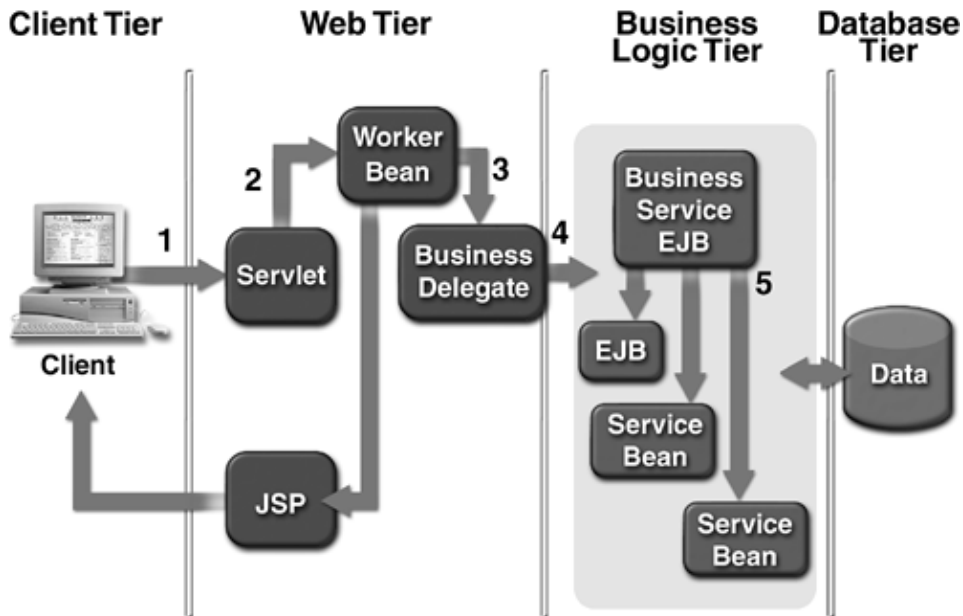 Client Tier
Web Tier
Business
Logic Tier
Database
Tier
Worker
Bean
2
3
1
Servlet
Business
Delegate
4
Business
Service
EJB
5
Client
EJB
Data
Service
Bean
JSP
Service
Bean